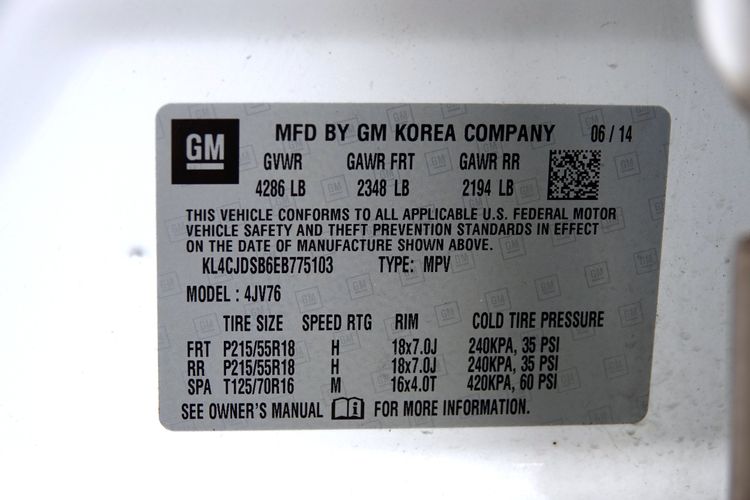 GM MFD BY GM KOREA COMPANY 06/14
GVWR GAWR FRT GAWR RR
4286 LB 2348 LB 2194 LB
THIS VEHICLE CONFORMS TO ALL APPLICABLE U.S. FEDERAL MOTOR
VEHICLE SAFETY AND THEFT PREVENTION STANDARDS IN EFFECT
ON THE DATE OF MANUFACTURE SHOWN ABOVE.
KL4CJDSB6EB775103 TYPE: MPV
MODEL : 4JV76
TIRE SIZE SPEED RTG RIM COLD TIRE PRESSURE
FRT P215/55R18 H 18x7.0J 240KPA, 35 PSI
RR P215/55R18 H 18x7.0J 240KPA, 35 PSI
SPA T125/70R16 M 16x4.0T 420KPA, 60 PSI
SEE OWNER'S MANUAL i FOR MORE INFORMATION.